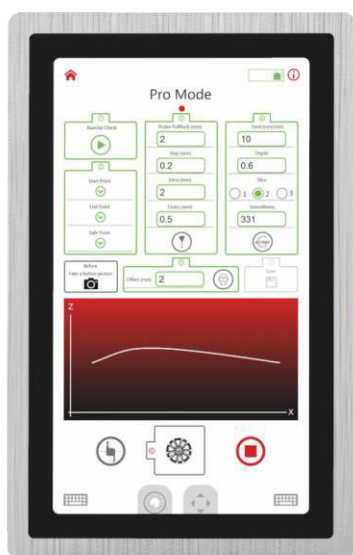 Pro Mode
RunOut Check
Start Point
End Point
Safe Point
Probe Pullback (mm)
2
Step (mm)
0.2
Extra (mm)
2
Outer (mm)
0.5
Feed (mm/min)
10
Depth
0.6
Slice
1 2 3
Smoothness
331
Before
Take a before picture
Offset (mm)
2
Save
Z
X